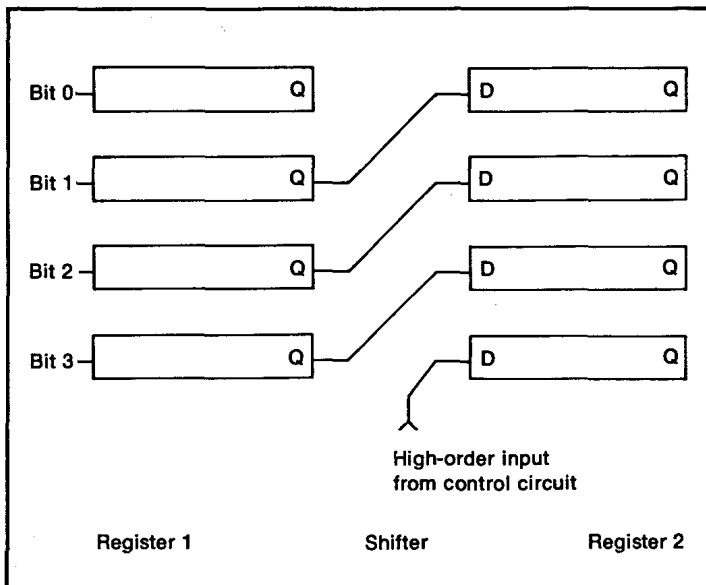 Bit 0 Q D Q
Bit 1 Q D Q
Bit 2 Q D Q
Bit 3 Q D Q
High-order input
from control circuit
Register 1 Shifter Register 2